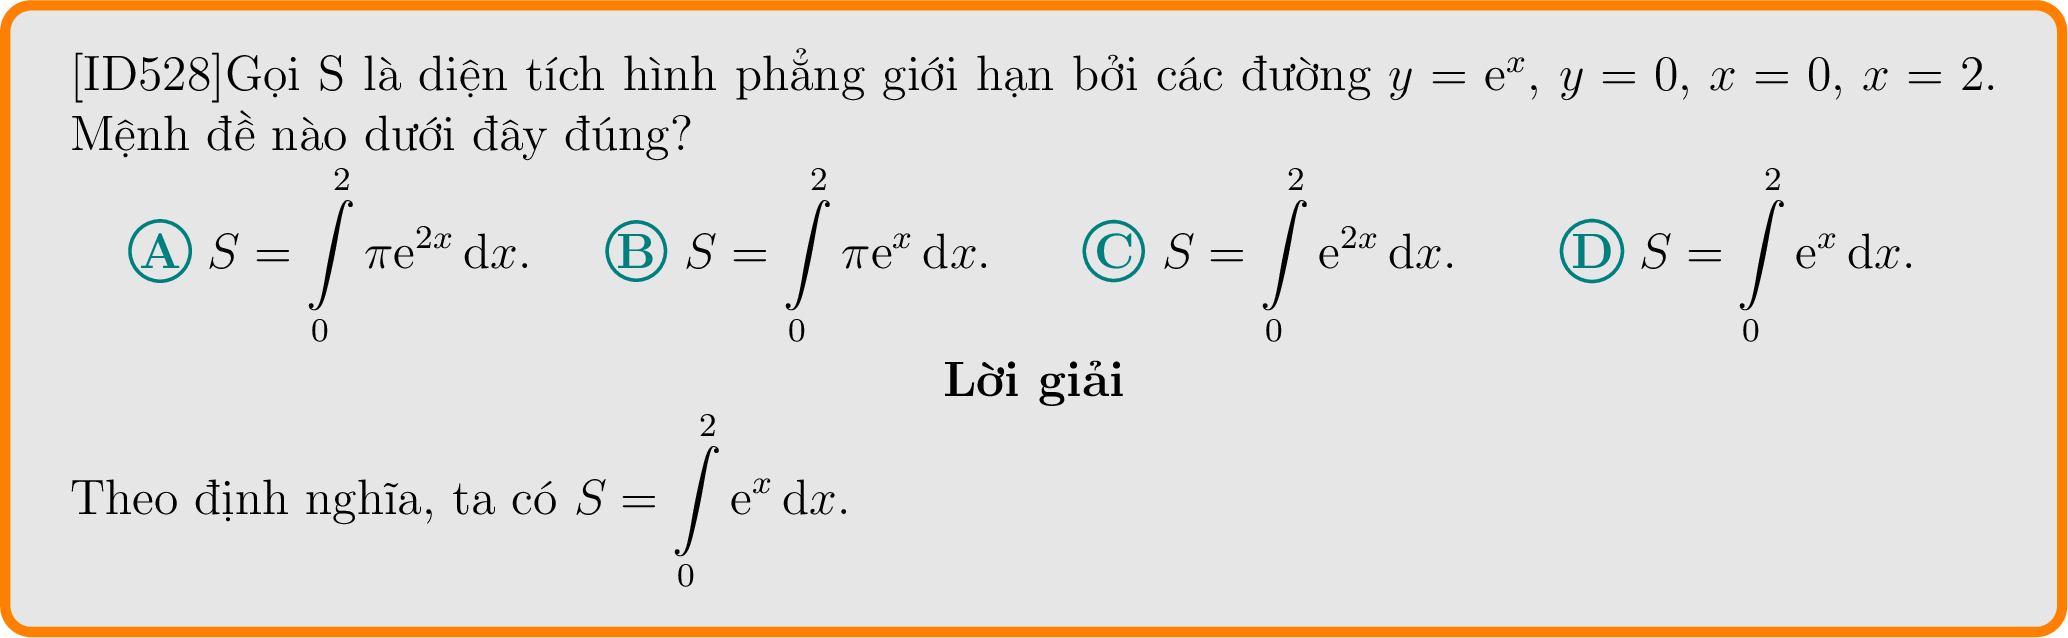 [ID528]Gọi S là diện tích hình phẳng giới hạn bởi các đường $y = \mathrm{e}^x$, $y = 0$, $x = 0$, $x = 2$.
Mệnh đề nào dưới đây đúng?
Ⓐ $S = \int\limits_0^2 \pi \mathrm{e}^{2x} \, \mathrm{d}x$. Ⓑ $S = \int\limits_0^2 \pi \mathrm{e}^x \, \mathrm{d}x$. Ⓒ $S = \int\limits_0^2 \mathrm{e}^{2x} \, \mathrm{d}x$. Ⓓ $S = \int\limits_0^2 \mathrm{e}^x \, \mathrm{d}x$.
Lời giải
Theo định nghĩa, ta có $S = \int\limits_0^2 \mathrm{e}^x \, \mathrm{d}x$.